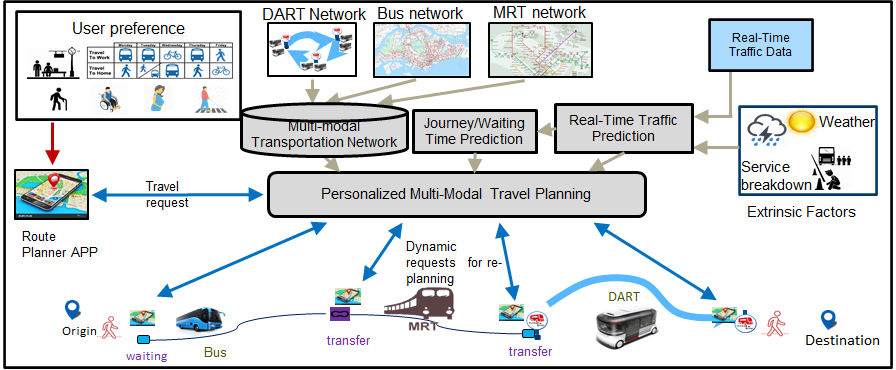 User preference
Monday Tuesday Wednesday Thursday Friday
Travel
To Work
Travel
To Home
DART Network
Bus network
MRT network
Real-Time
Traffic Data
Multi-modal
Transportation Network
Journey/Waiting
Time Prediction
Real-Time Traffic
Prediction
Weather
Service
breakdown
Extrinsic Factors
Travel
request
Personalized Multi-Modal Travel Planning
Route
Planner APP
Dynamic
requests for re-
planning
Origin
waiting
Bus
transfer
MRT
transfer
DART
Destination